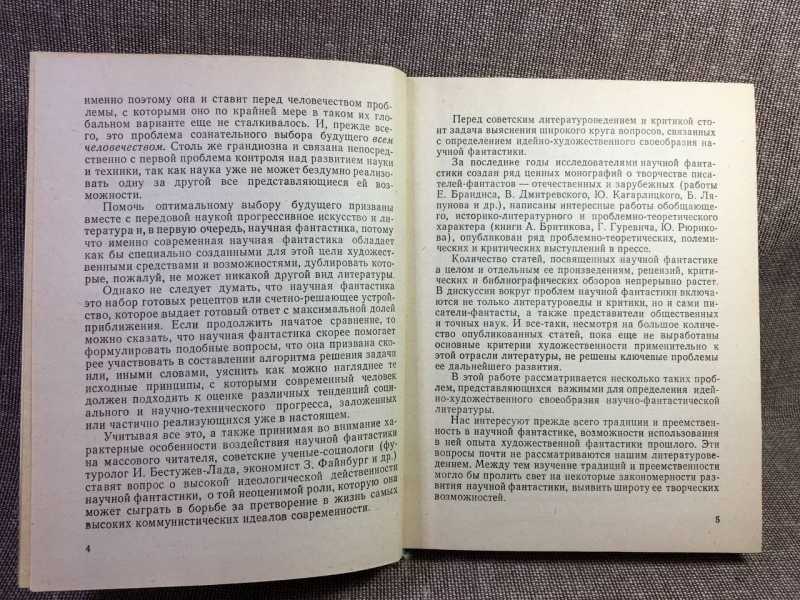 именно поэтому она и ставит перед человечеством проб-
лемы, с которыми оно по крайней мере в таком их гло-
бальном варианте еще не сталкивалось. И, прежде все-
го, это проблема сознательного выбора будущего всем
человечеством. Столь же грандиозна и связана непосред-
ственно с первой проблема контроля над развитием науки
и техники, так как наука уже не может бездумно реализо-
вать одну за другой все представляющиеся ей воз-
можности.
Помочь оптимальному выбору будущего призваны
вместе с передовой наукой прогрессивное искусство и ли-
тература и, в первую очередь, научная фантастика, потому
что именно современная научная фантастика обладает
как бы специально созданными для этой цели художест-
венными средствами и возможностями, дублировать кото-
рые, пожалуй, не может никакой другой вид литературы.
Однако не следует думать, что научная фантастика
это набор готовых рецептов или счетно-решающее устрой-
ство, которое выдает готовый ответ с максимальной долей
приближения. Если продолжить начатое сравнение, то
можно сказать, что научная фантастика скорее помогает
формулировать подобные вопросы, что она призвана ско-
рее участвовать в составлении алгоритма решения задачи
или, иными словами, уяснить как можно нагляднее те
исходные принципы, с которыми современный человек
должен подходить к оценке различных тенденций соци-
ального и научно-технического прогресса, заложенных
или частично реализующихся уже в настоящем.
Учитывая все это, а также принимая во внимание ха-
рактерные особенности воздействия научной фантастики
на массового читателя, советские ученые-социологи (фу-
туролог И. Бестужев-Лада, экономист З. Файнбург и др.)
ставят вопрос о высокой идеологической действенности
научной фантастики, о той неоценимой роли, которую она
может сыграть в борьбе за претворение в жизнь самых
высоких коммунистических идеалов современности.
4
Перед советским литературоведением и критикой сто-
ит задача выяснения широкого круга вопросов, связанных
с определением идейно-художественного своеобразия на-
учной фантастики.
За последние годы исследователями научной фанта-
стики создан ряд ценных монографий о творчестве писа-
телей-фантастов — отечественных и зарубежных (работы
Е. Брандиса, В. Дмитревского, Ю. Кагарлицкого, Б. Ля-
пунова и др.), написаны интересные работы обобщающе-
го, историко-литературного и проблемно-теоретического
характера (книги А. Бритикова, Г. Гуревича, Ю. Рюрико-
ва), опубликован ряд проблемно-теоретических, полеми-
ческих и критических выступлений в прессе.
Количество статей, посвященных научной фантастике
в целом и отдельным ее произведениям, рецензий, крити-
ческих и библиографических обзоров непрерывно растет.
В дискуссии вокруг проблем научной фантастики включа-
ются не только литературоведы и критики, но и сами пи-
сатели-фантасты, а также представители общественных
и точных наук. И все-таки, несмотря на большое количе-
ство опубликованных статей, пока еще не выработаны
основные критерии художественности применительно к
этой отрасли литературы, не решены ключевые проблемы
ее дальнейшего развития.
В этой работе рассматривается несколько таких проб-
лем, представляющихся важными для определения идей-
но-художественного своеобразия научно-фантастической
литературы.
Нас интересуют прежде всего традиции и преемствен-
ность в научной фантастике, возможности использования
в ней опыта художественной фантастики прошлого. Эти
вопросы почти не рассматриваются нашим литературове-
дением. Между тем изучение традиций и преемственности
могло бы пролить свет на некоторые закономерности раз-
вития научной фантастики, выявить широту ее творческих
возможностей.
5